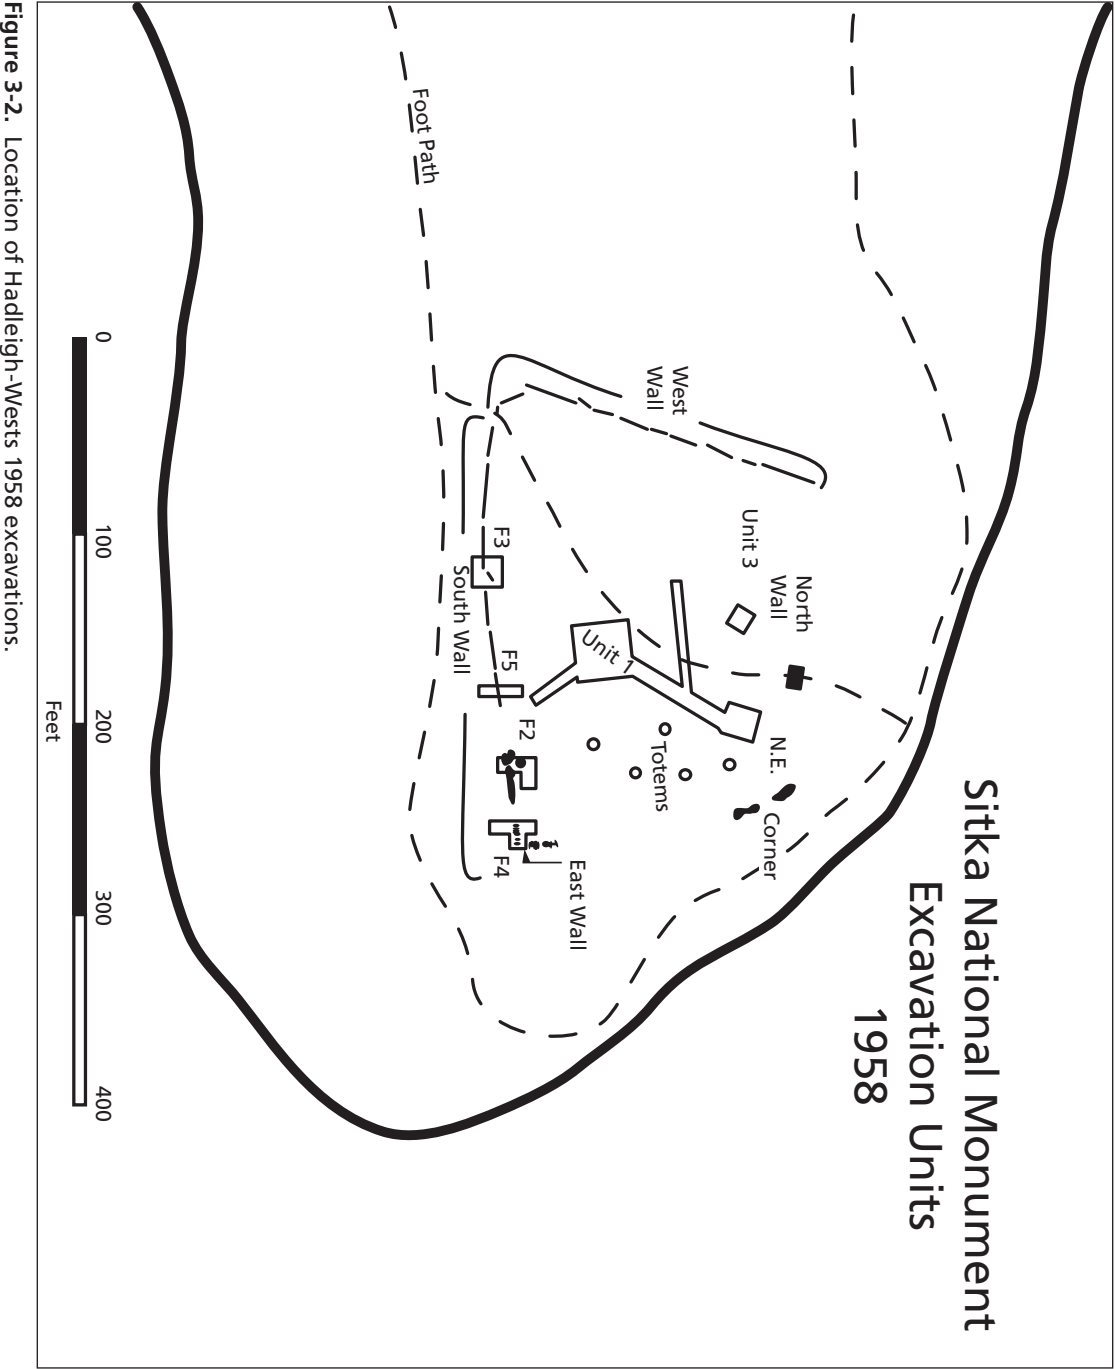 Sitka National Monument
Excavation Units
1958
North
Wall
Unit 3
N.E.
Corner
West
Wall
Unit 1
Totems
East Wall
F2
F3
F5
F4
South Wall
Foot Path
0
100
200
300
400
Feet
Figure 3-2. Location of Hadleigh-Wests 1958 excavations.